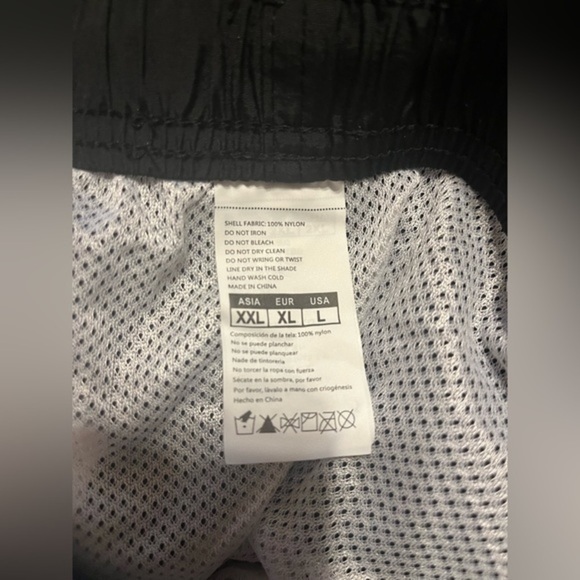 SHELL FABRIC: 100% NYLON
DO NOT IRON
DO NOT BLEACH
DO NOT DRY CLEAN
DO NOT WRING OR TWIST
LINE DRY IN THE SHADE
HAND WASH COLD
MADE IN CHINA
ASIA EUR USA
XXL XL L
Composición de la tela: 100% nylon
No se puede planchar
No se puede planquear
Nade de tintorería
No torcer la ropa con fuerza
Sécate en la sombra, por favor
Por favor, lávalo a mano con criogénesis
Hecho en China